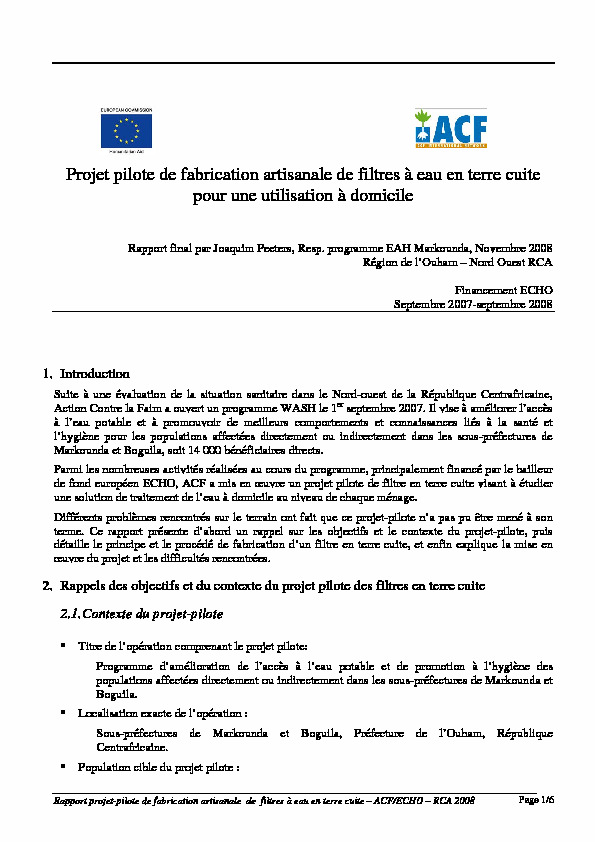 EUROPEAN COMMISSION
Humanitarian Aid
ACF
ACF INTERNATIONAL NETWORK
Projet pilote de fabrication artisanale de filtres à eau en terre cuite
pour une utilisation à domicile
Rapport final par Joaquim Peeters, Resp. programme EAH Markounda, Novembre 2008
Région de l'Ouham – Nord Ouest RCA
Financement ECHO
Septembre 2007-septembre 2008
1. Introduction
Suite à une évaluation de la situation sanitaire dans le Nord-ouest de la République Centrafricaine,
Action Contre la Faim a ouvert un programme WASH le 1er septembre 2007. Il vise à améliorer l'accès
à l'eau potable et à promouvoir de meilleurs comportements et connaissances liés à la santé et
l'hygiène pour les populations affectées directement ou indirectement dans les sous-préfectures de
Markounda et Boguila, soit 14 000 bénéficiaires directs.
Parmi les nombreuses activités réalisées au cours du programme, principalement financé par le bailleur
de fond européen ECHO, ACF a mis en œuvre un projet pilote de filtre en terre cuite visant à étudier
une solution de traitement de l'eau à domicile au niveau de chaque ménage.
Différents problèmes rencontrés sur le terrain ont fait que ce projet-pilote n'a pas pu être mené à son
terme. Ce rapport présente d'abord un rappel sur les objectifs et le contexte du projet-pilote, puis
détaille le principe et le procédé de fabrication d'un filtre en terre cuite, et enfin explique la mise en
œuvre du projet et les difficultés rencontrées.
2. Rappels des objectifs et du contexte du projet pilote des filtres en terre cuite
2.1. Contexte du projet-pilote
▪ Titre de l'opération comprenant le projet pilote:
Programme d'amélioration de l'accès à l'eau potable et de promotion à l'hygiène des
populations affectées directement ou indirectement dans les sous-préfectures de Markounda et
Boguila.
▪ Localisation exacte de l'opération :
Sous-préfectures de Markounda et Boguila, Préfecture de l'Ouham, République
Centrafricaine.
▪ Population cible du projet pilote :
Rapport projet-pilote de fabrication artisanale de filtres à eau en terre cuite – ACF/ECHO – RCA 2008 Page 1/6